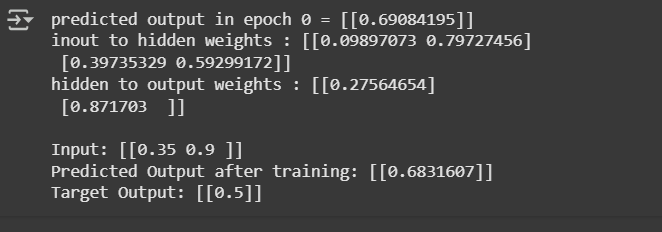 predicted output in epoch 0 = [[0.69084195]]
inout to hidden weights : [[0.09897073 0.79727456]
 [0.39735329 0.59299172]]
hidden to output weights : [[0.27564654]
 [0.871703  ]]

Input: [[0.35 0.9 ]]
Predicted Output after training: [[0.6831607]]
Target Output: [[0.5]]